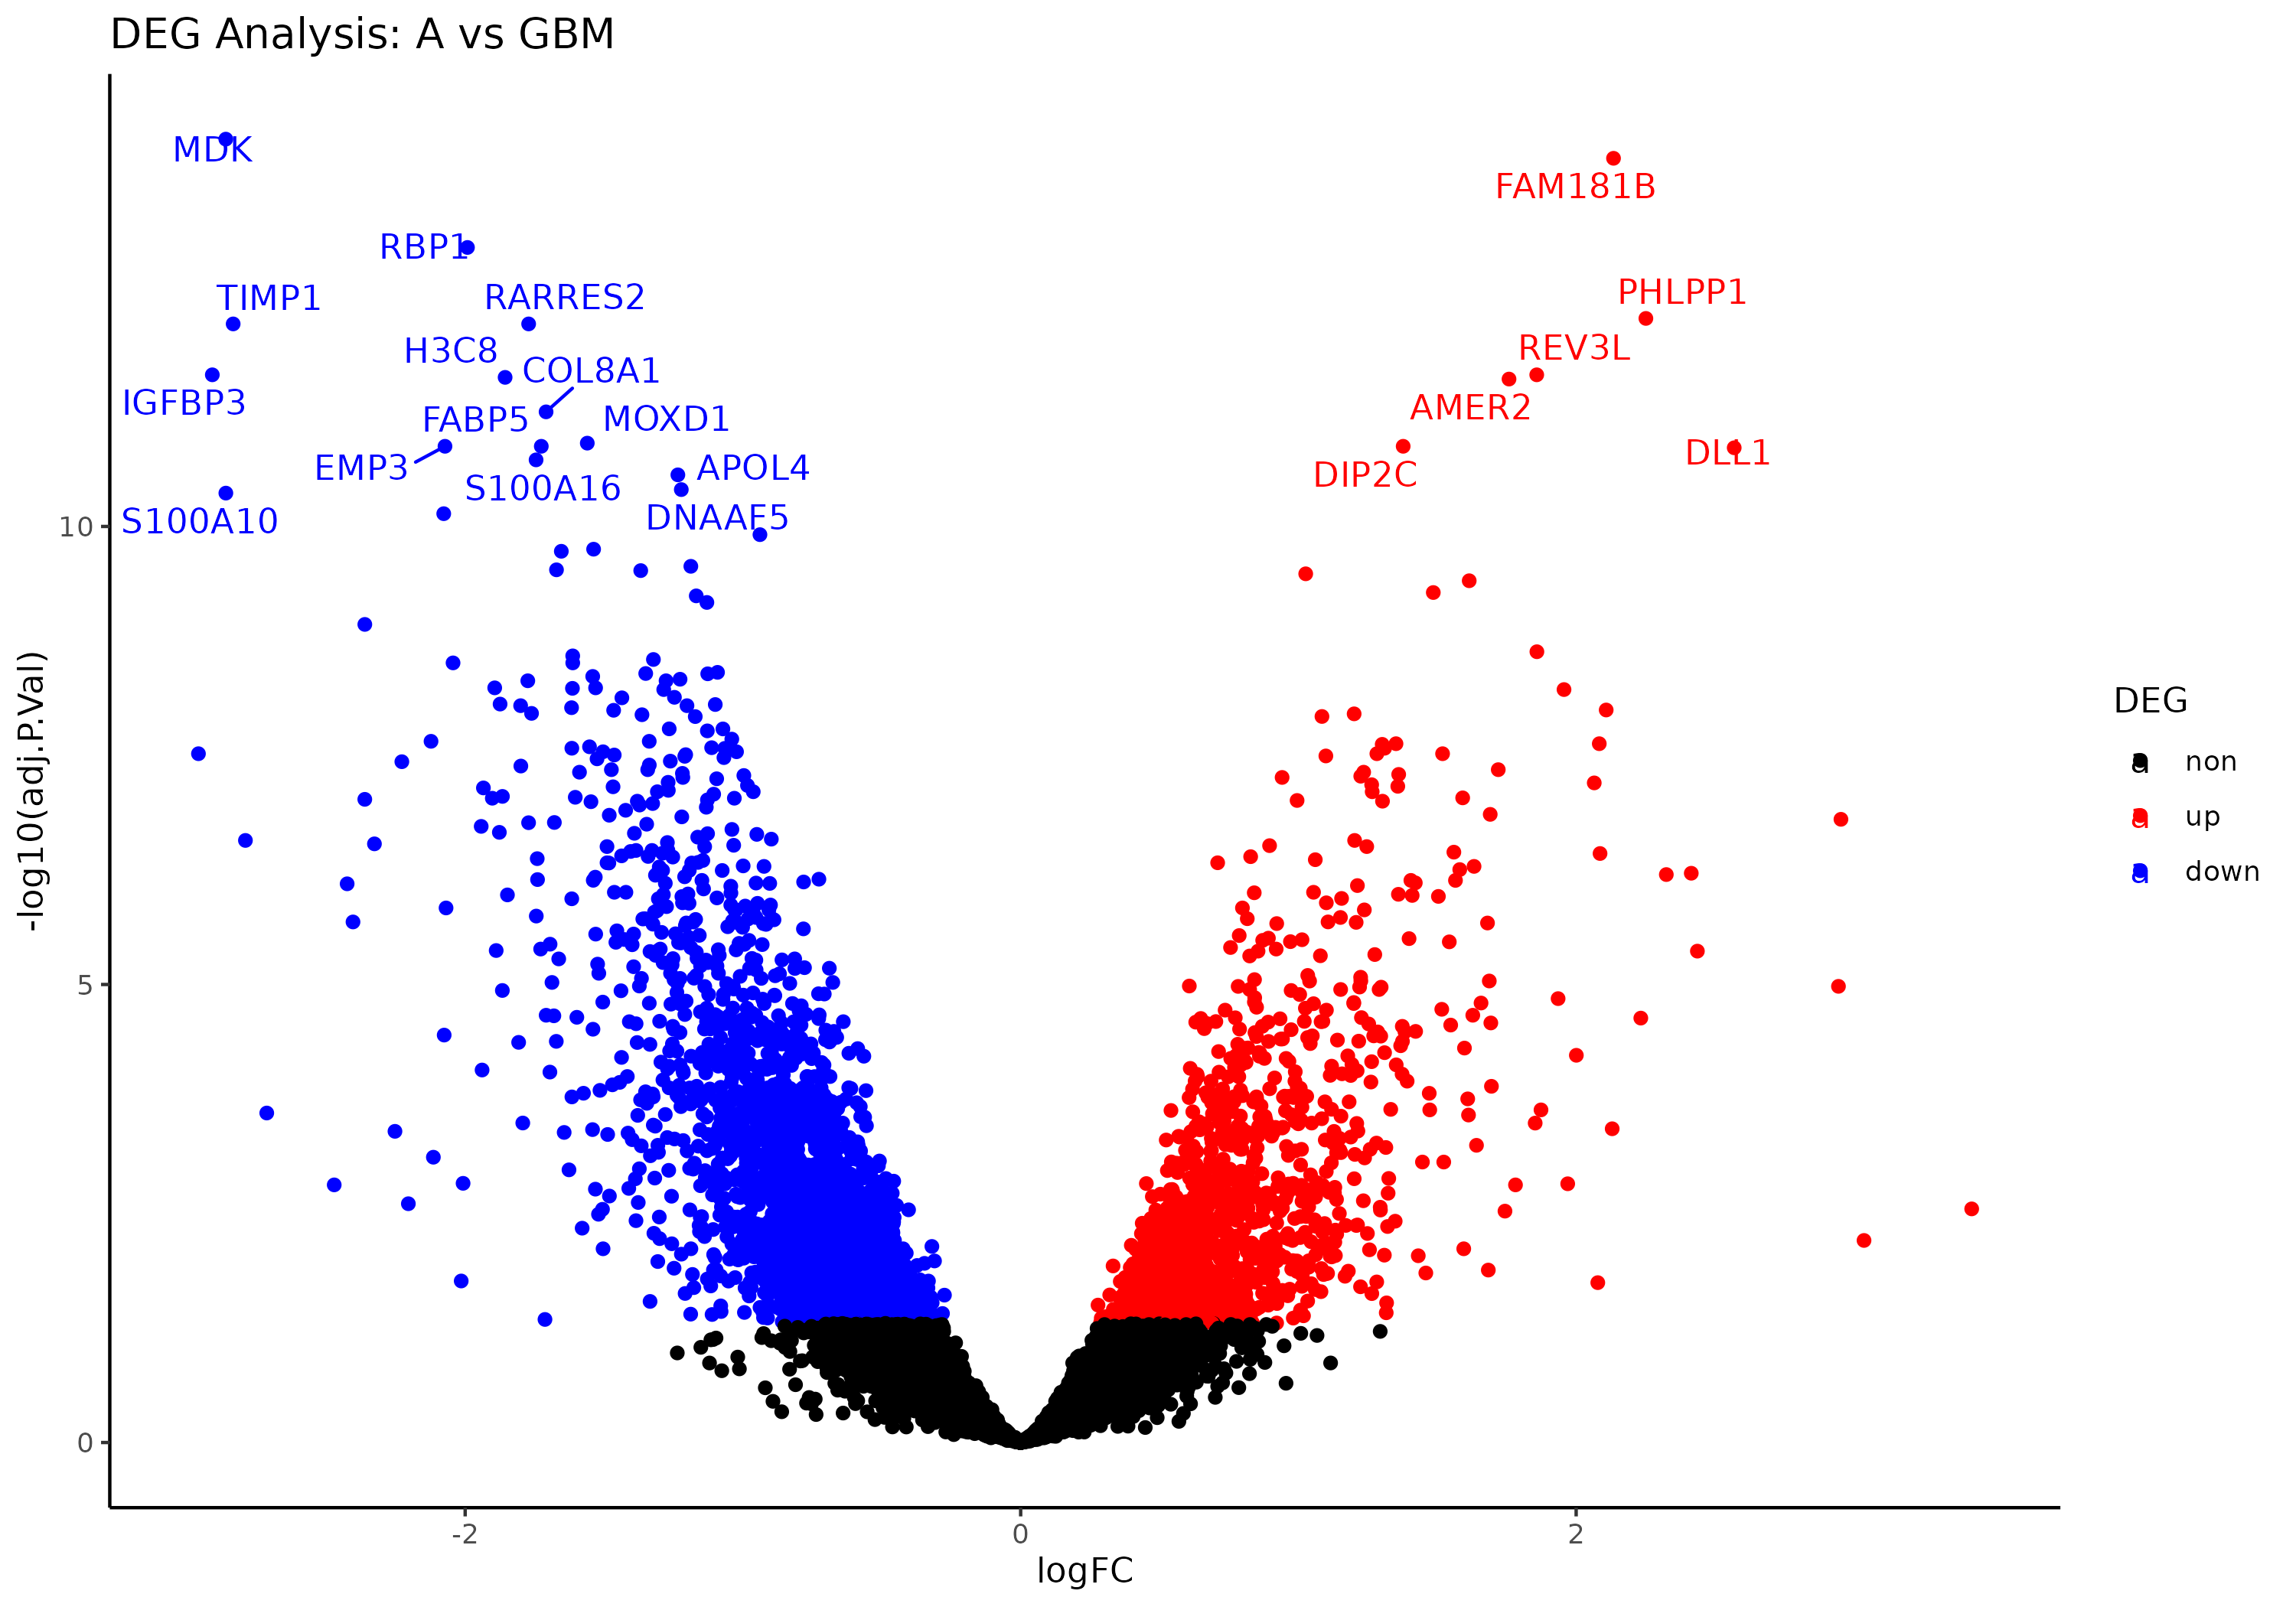 DEG Analysis: A vs GBM
MDK
FAM181B
RBP1
TIMP1
RARRES2
PHLPP1
H3C8
COL8A1
REV3L
IGFBP3
FABP5
MOXD1
AMER2
EMP3
APOL4
DLL1
S100A16
DIP2C
S100A10
DNAAF5
-log10(adj.P.Val)
10
5
0
-2
0
2
logFC
DEG
a non
a up
a down